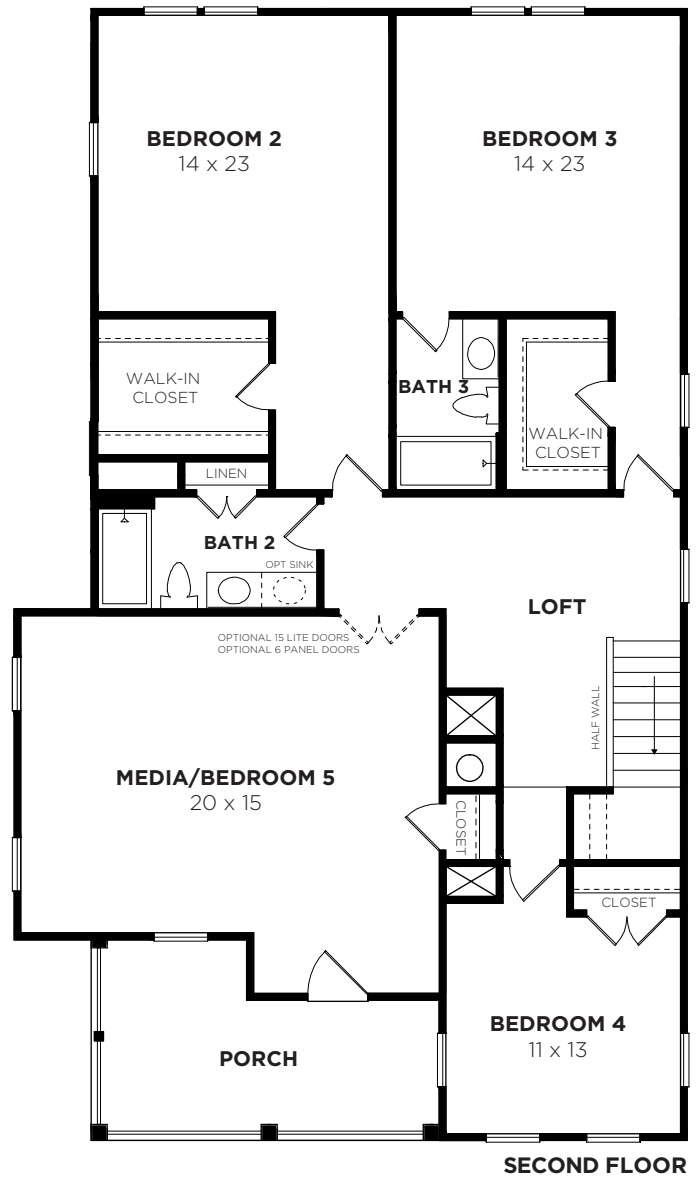 BEDROOM 2
14 x 23
BEDROOM 3
14 x 23
WALK-IN
CLOSET
BATH 3
WALK-IN
CLOSET
LINEN
BATH 2
OPT SINK
LOFT
OPTIONAL 15 LITE DOORS
OPTIONAL 6 PANEL DOORS
HALF WALL
MEDIA/BEDROOM 5
20 x 15
CLOSET
CLOSET
BEDROOM 4
11 x 13
PORCH
SECOND FLOOR